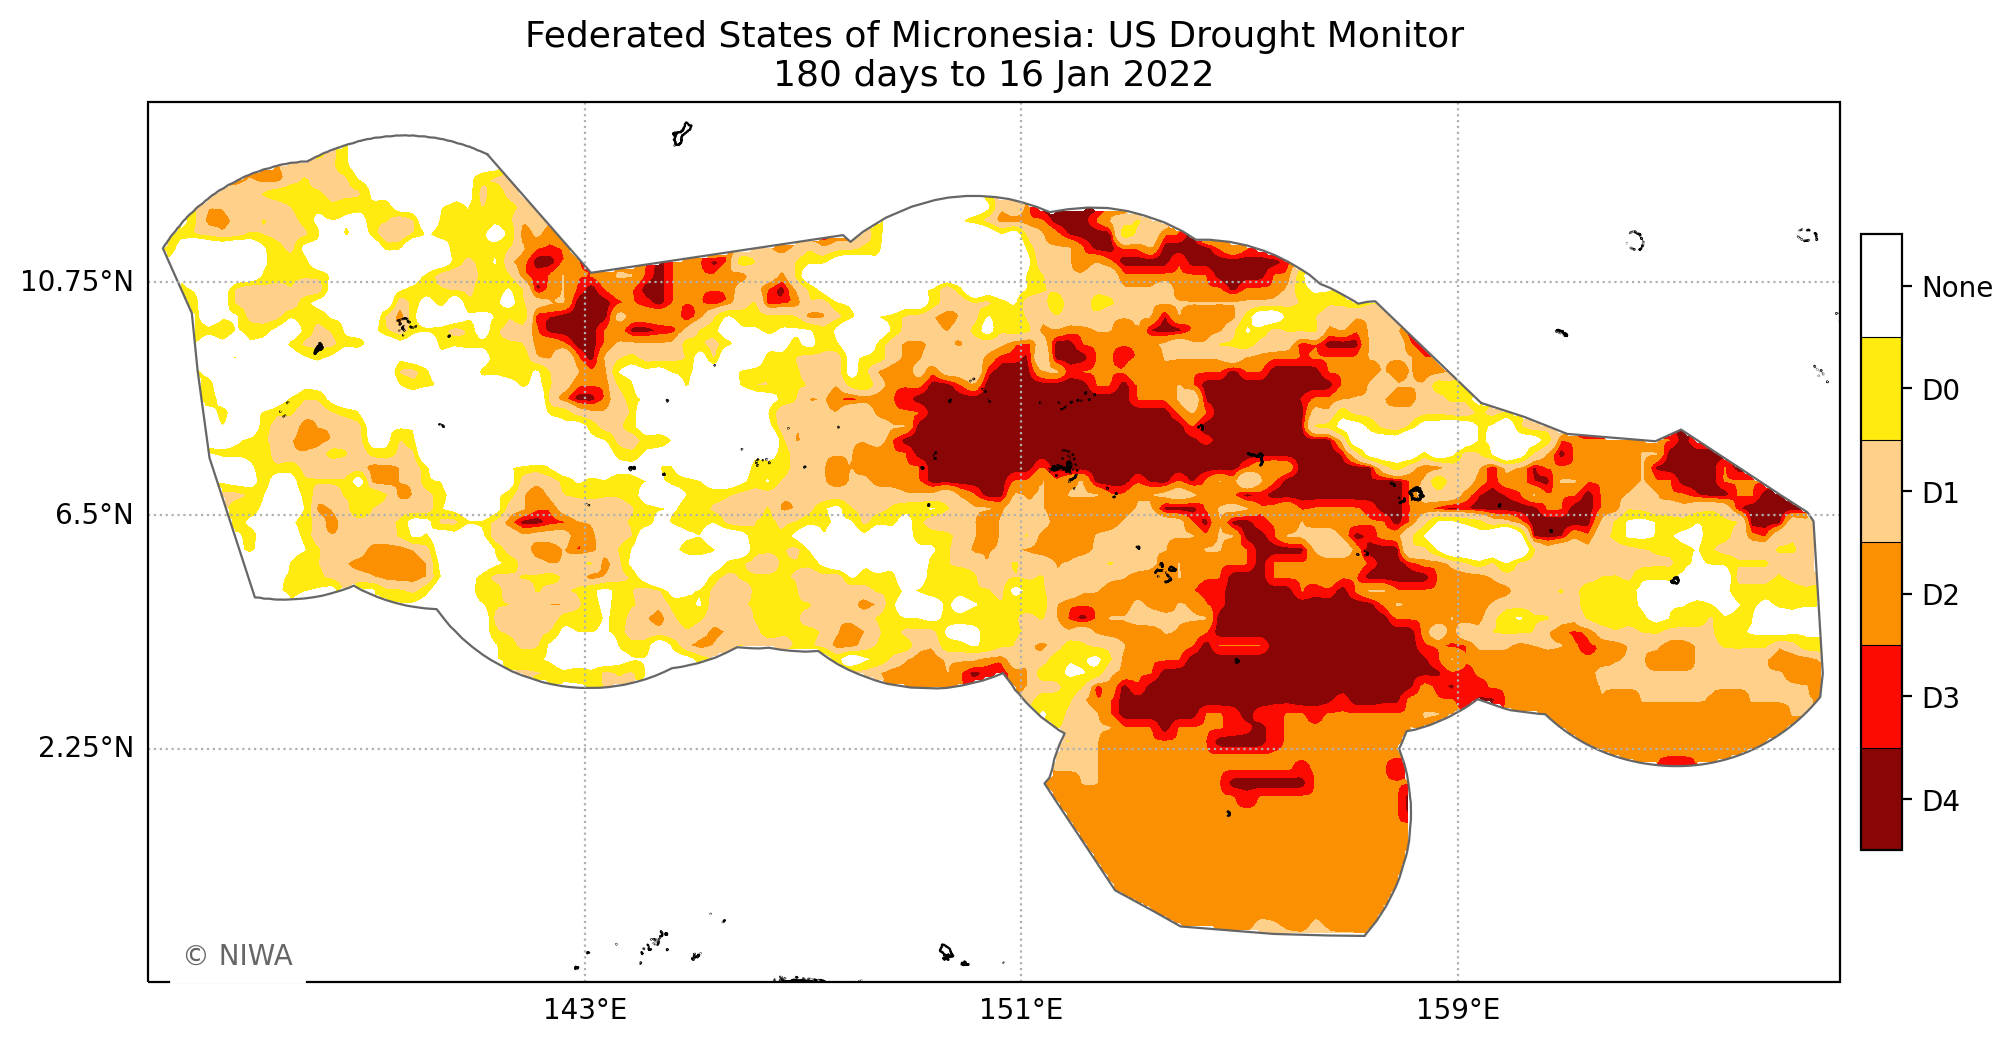 Federated States of Micronesia: US Drought Monitor
180 days to 16 Jan 2022
10.75°N
6.5°N
2.25°N
143°E
151°E
159°E
None
D0
D1
D2
D3
D4
© NIWA